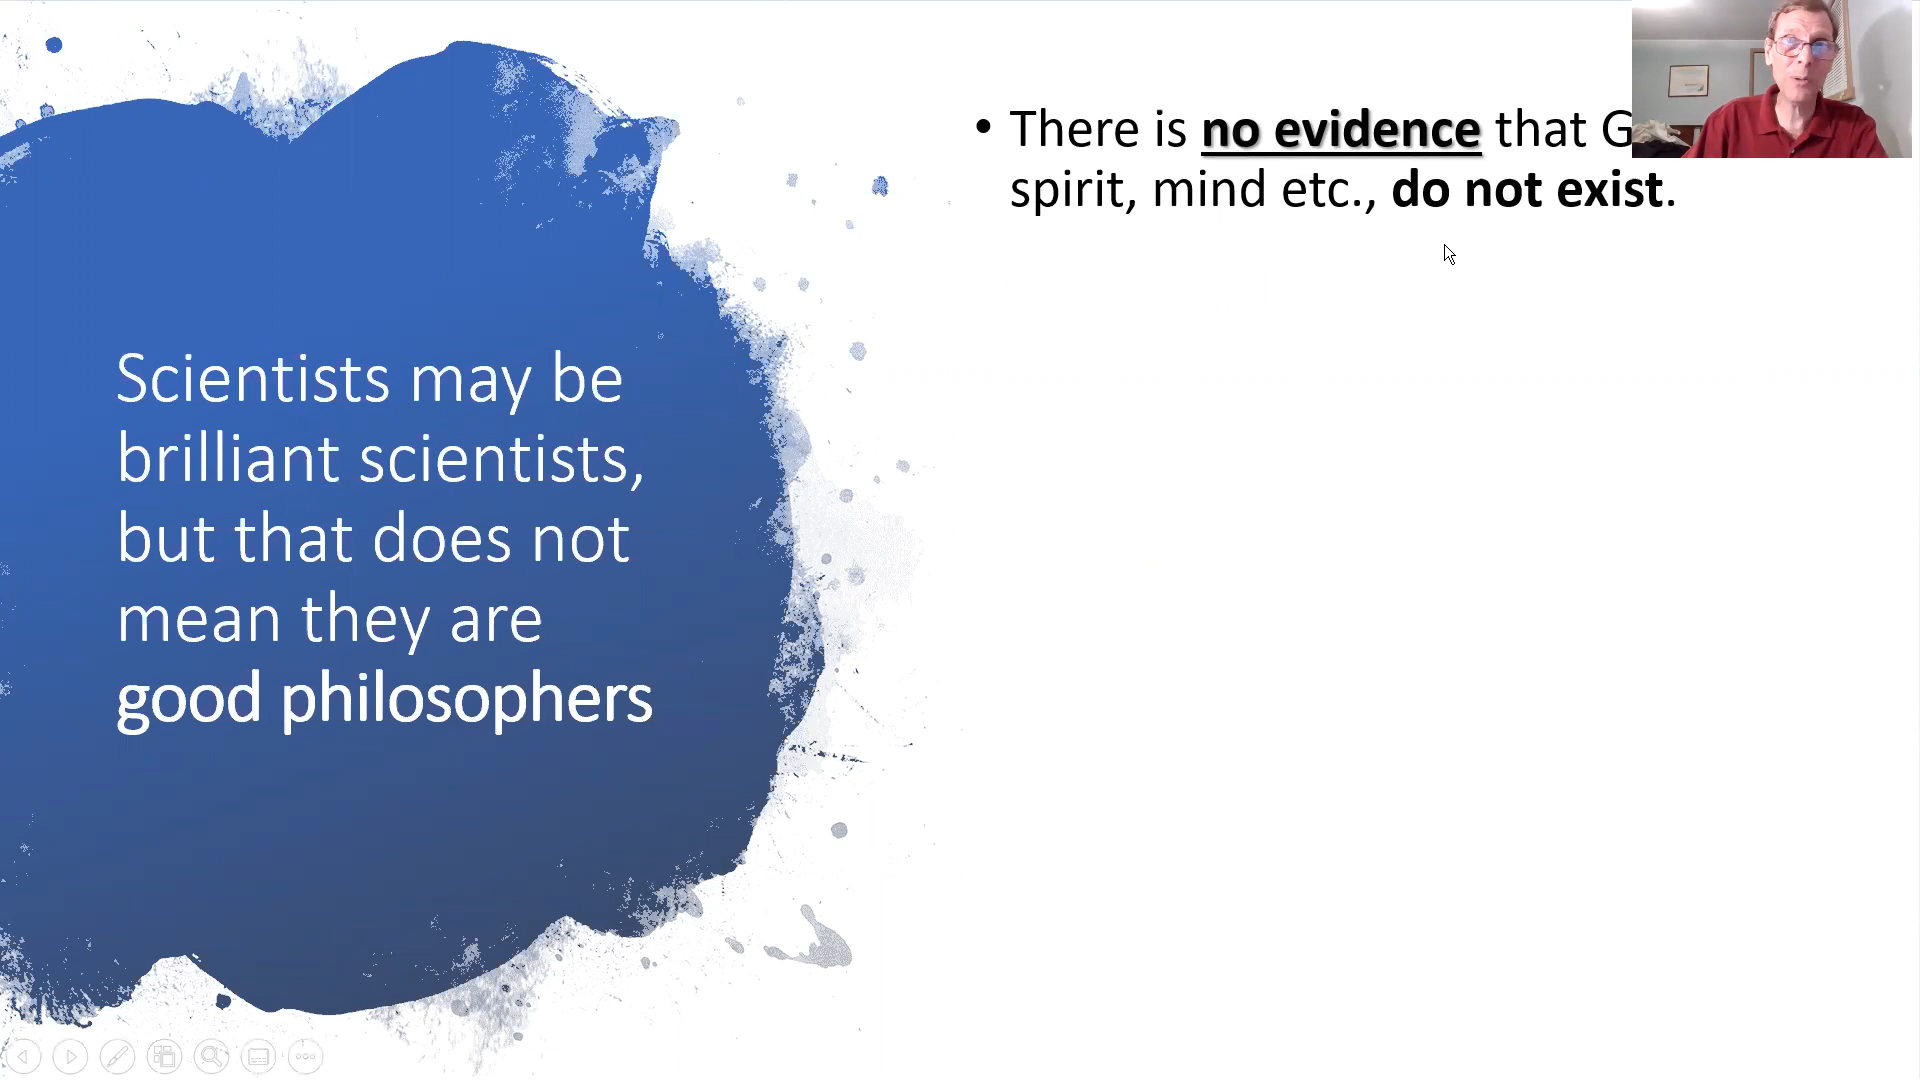 Scientists may be
brilliant scientists,
but that does not
mean they are
good philosophers
• There is no evidence that
spirit, mind etc., do not exist.